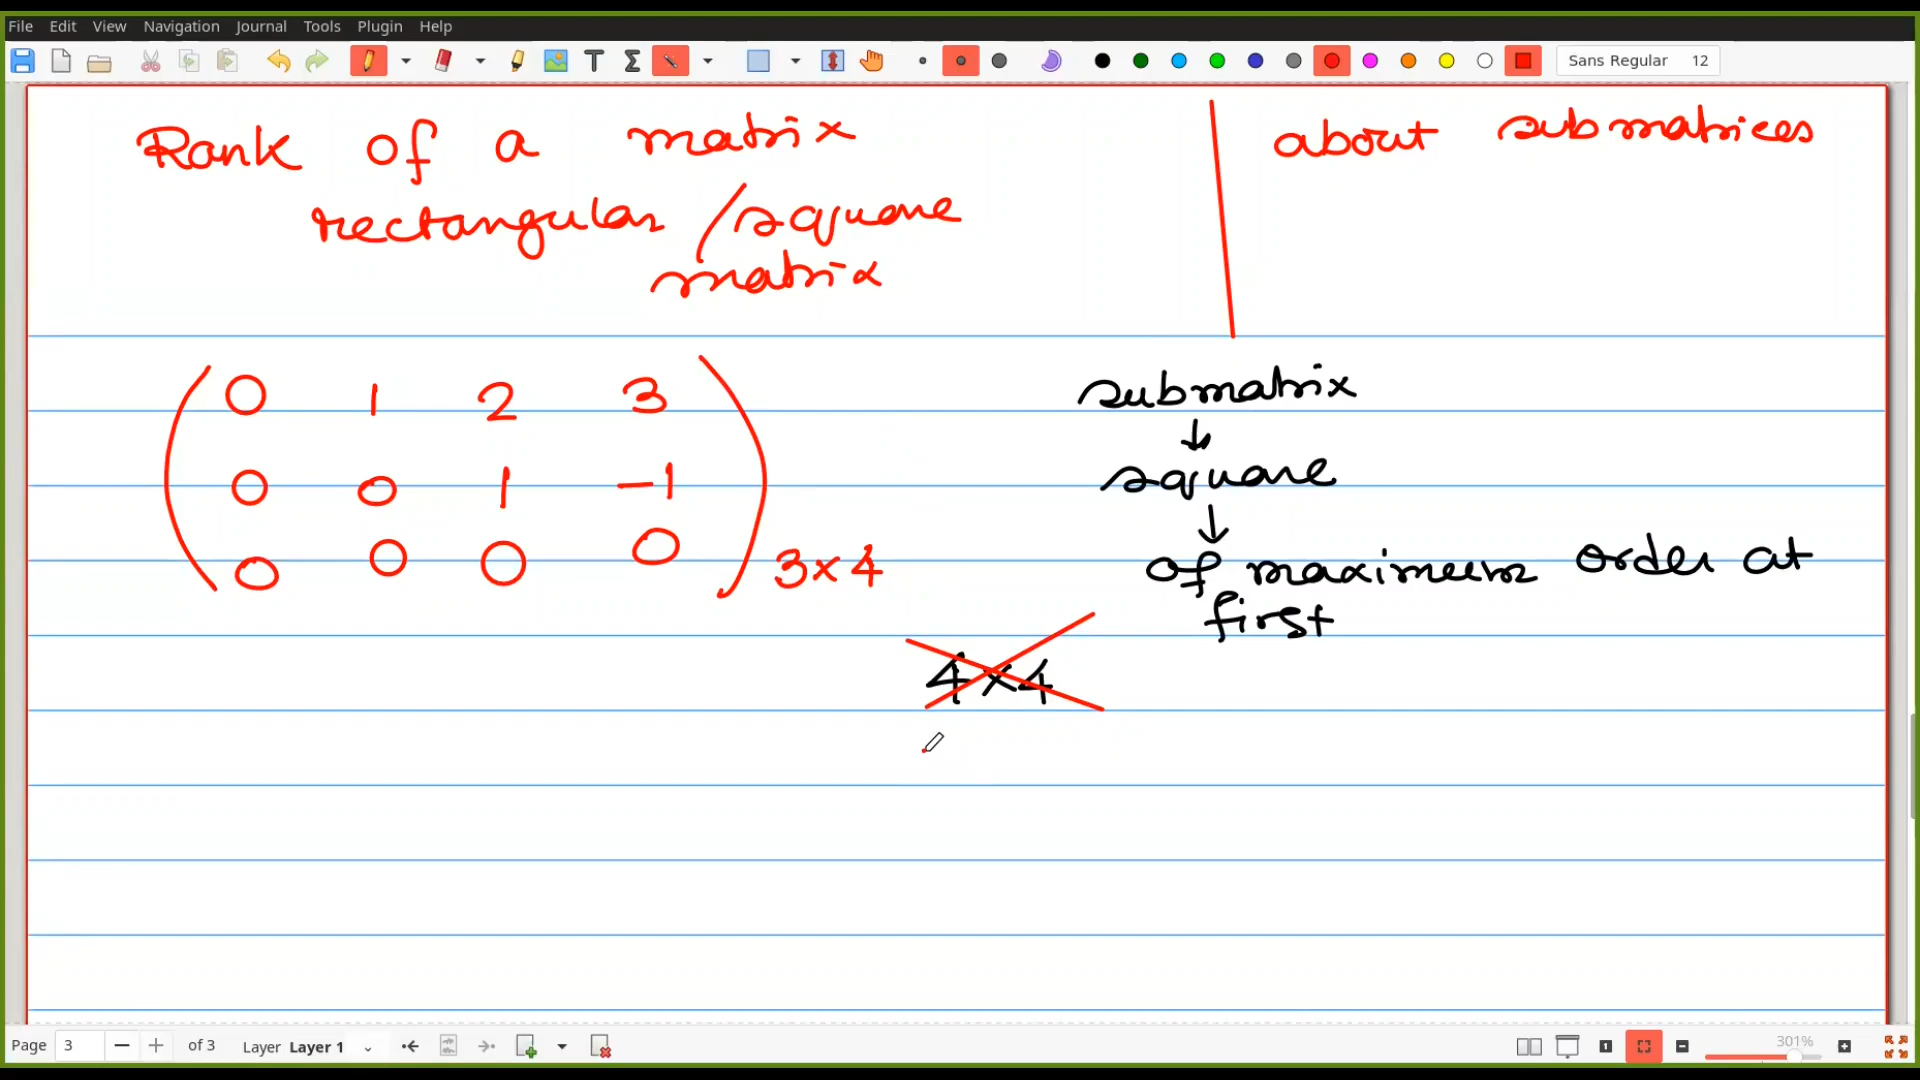 File Edit View Navigation Journal Tools Plugin Help
Sans Regular 12
Rank of a matrix
rectangular / square
matrix
about submatrices
0 1 2 3
0 0 1 -1
0 0 0 0
3×4
submatrix
↓
square
↓
of maximum order at
first
4×4
Page 3 of 3 Layer Layer 1
301%